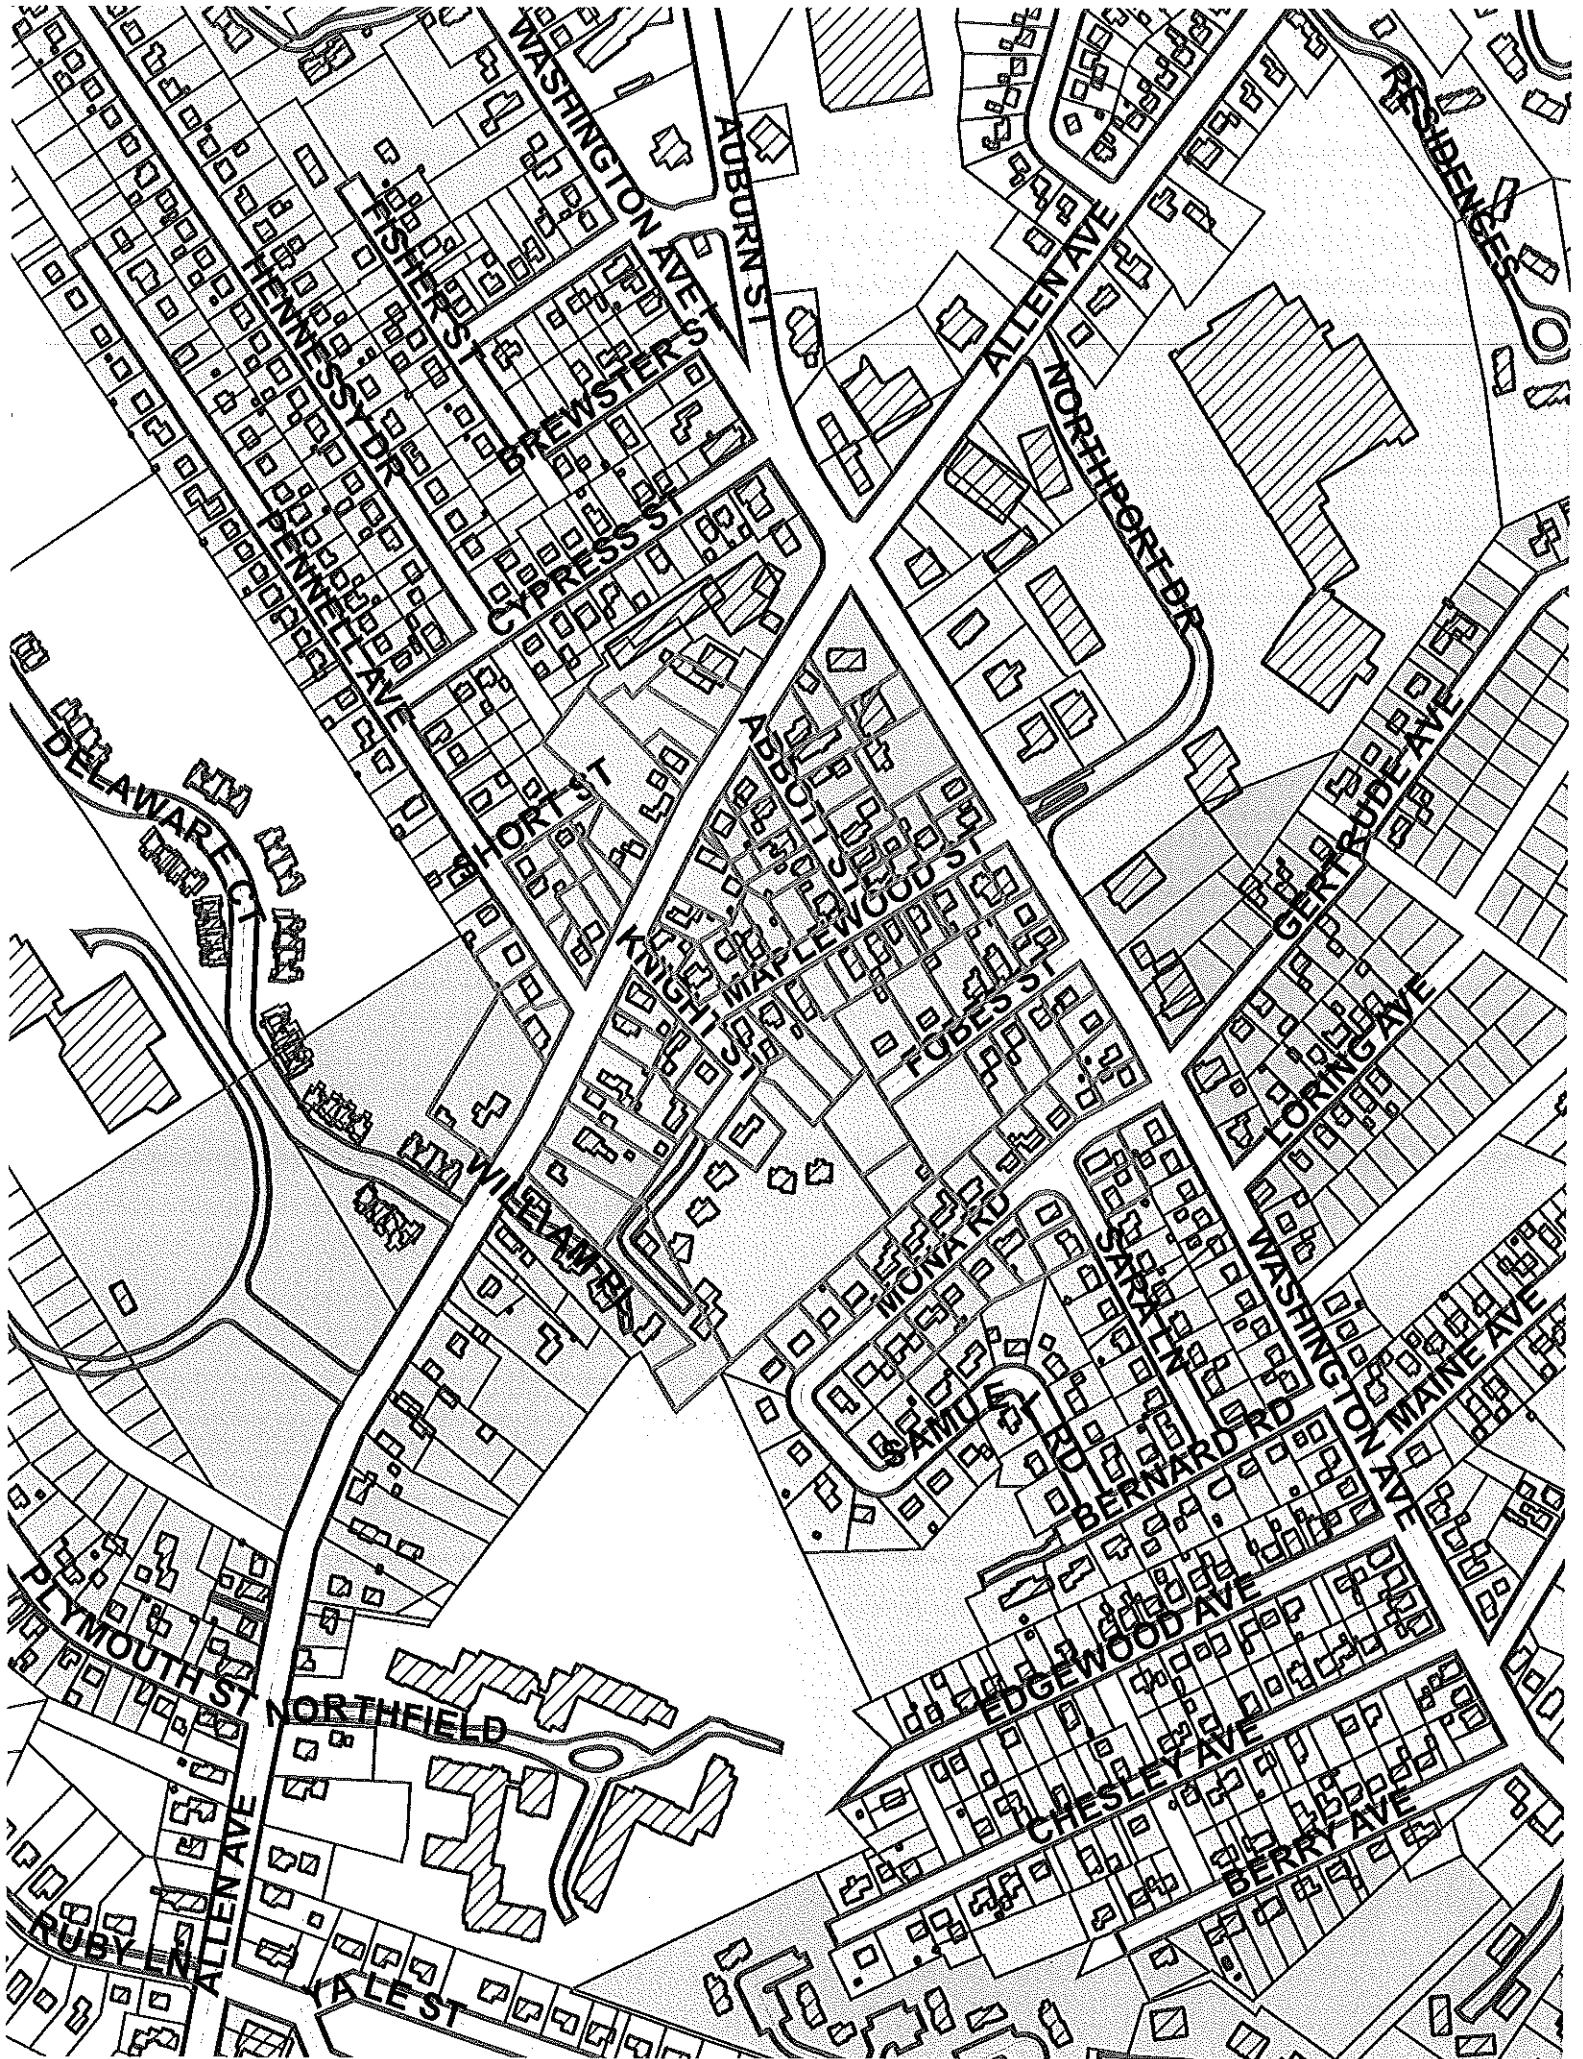 WASHINGTON AVE
AUBURN ST
RESIDENCES
ALLEN AVE
FISHER ST
HENNESSY DR
BREWSTER ST
NORTHPORT DR
CYPRESS ST
PENNELL AVE
DELAWARE CT
ABBOTT ST
SHORT ST
GERTRUDE AVE
MAPLEWOOD ST
KNIGHT ST
FOBES ST
LORING AVE
WILLIAM
MONA RD
SARA LN
WASHINGTON AVE
MAINE AVE
SAMUEL RD
BERNARD RD
EDGEWOOD AVE
PLYMOUTH ST
NORTHFIELD
CHESLEY AVE
BERRY AVE
ALLEN AVE
RUBY LN
YALE ST